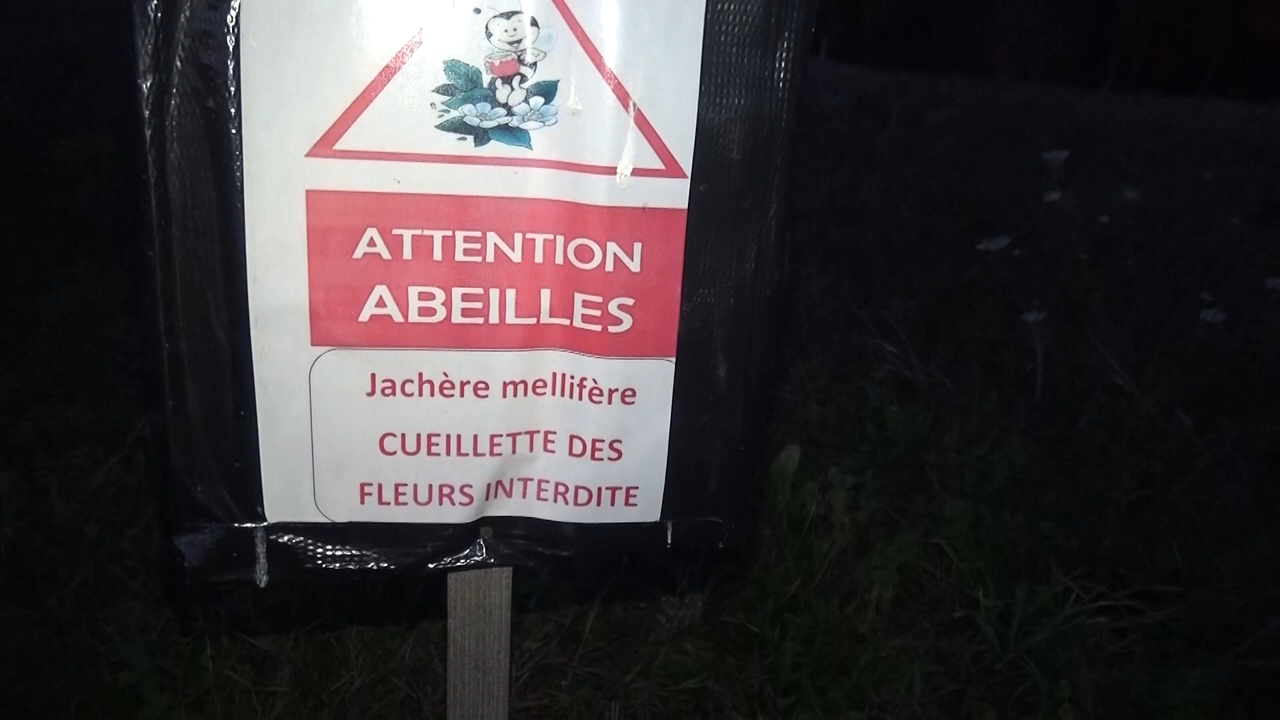 ATTENTION
ABEILLES
Jachère mellifère
CUEILLETTE DES
FLEURS INTERDITE